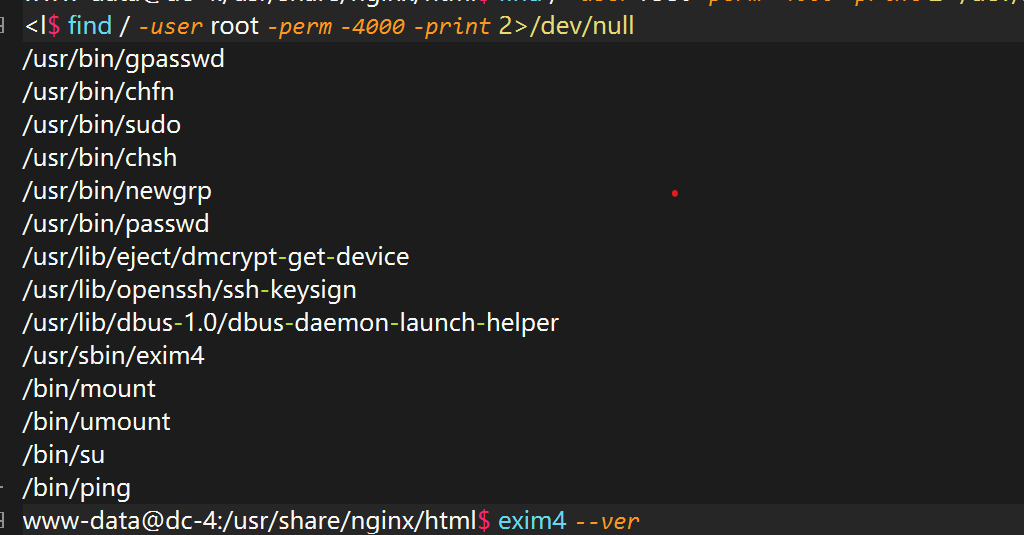 <l$ find / -user root -perm -4000 -print 2>/dev/null
/usr/bin/gpasswd
/usr/bin/chfn
/usr/bin/sudo
/usr/bin/chsh
/usr/bin/newgrp
/usr/bin/passwd
/usr/lib/eject/dmcrypt-get-device
/usr/lib/openssh/ssh-keysign
/usr/lib/dbus-1.0/dbus-daemon-launch-helper
/usr/sbin/exim4
/bin/mount
/bin/umount
/bin/su
/bin/ping
www-data@dc-4:/usr/share/nginx/html$ exim4 --ver